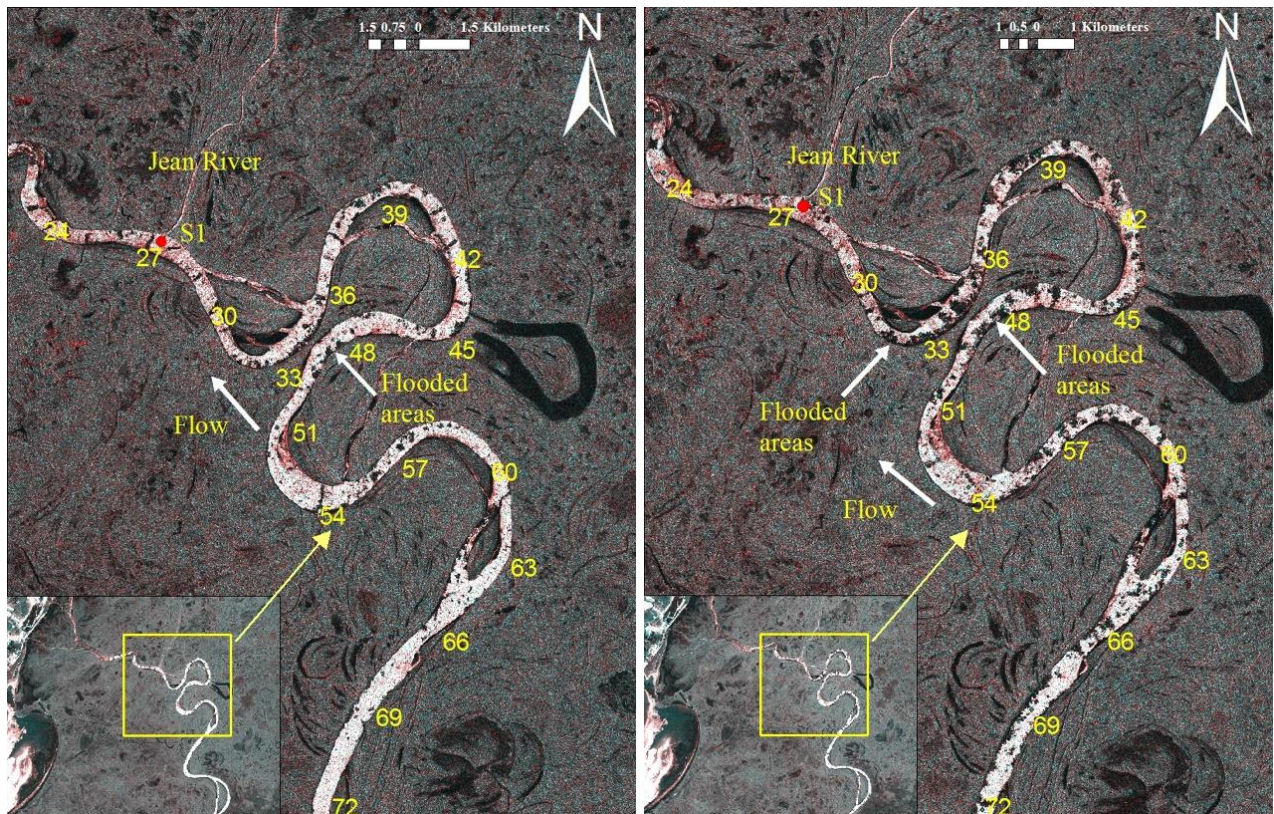 1.5 0.75 0 1.5 Kilometers
N
Jean River
S1
24
27
30
33
36
39
42
45
48
Flooded
areas
Flow
51
54
57
60
63
66
69
72
1 0.5 0 1 Kilometers
N
Jean River
S1
24
27
30
33
36
39
42
45
48
Flooded
areas
Flooded
areas
Flow
51
54
57
60
63
66
69
72